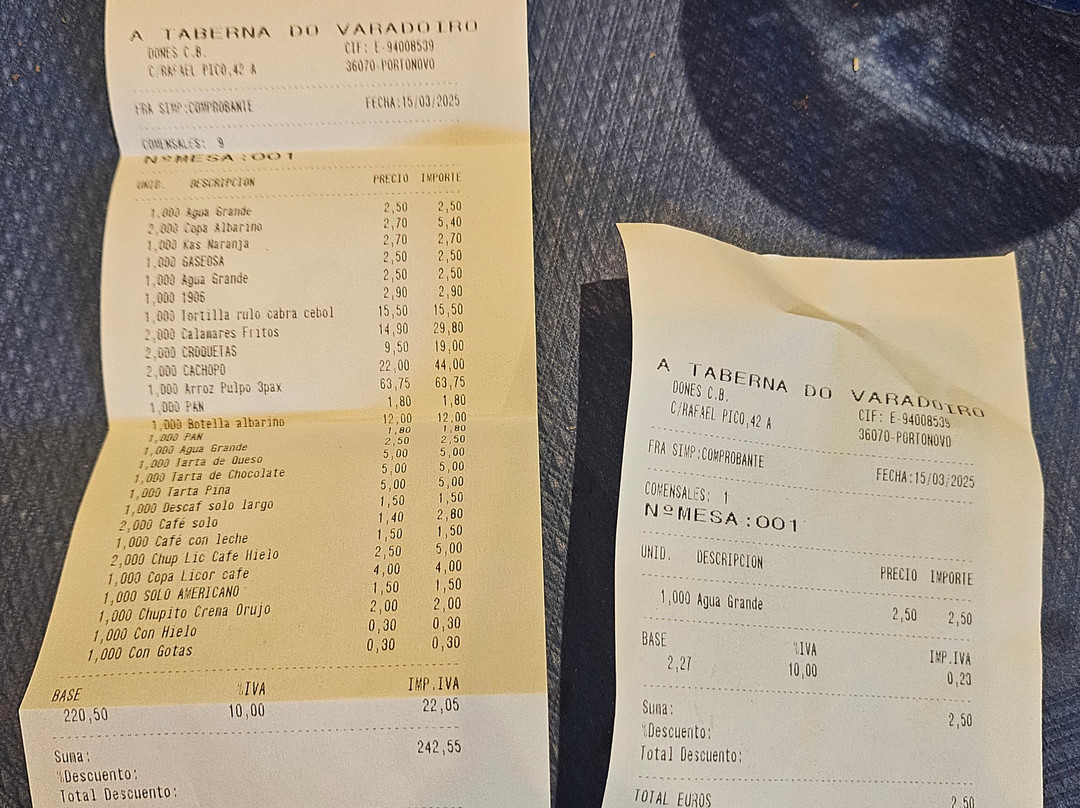 A TABERNA DO VARADOIRO
DONES C.B. CIF: E-94008539
C/RAFAEL PICO,42 A 36070-PORTONOVO
FRA SIMP:COMPROBANTE FECHA:15/03/2025
COMENSALES: 9
NºMESA:001
UNID. DESCRIPCION PRECIO IMPORTE
1,000 Agua Grande 2,50 2,50
2,000 Copa Albarino 2,70 5,40
1,000 Kas Naranja 2,70 2,70
1,000 GASEOSA 2,50 2,50
1,000 Agua Grande 2,50 2,50
1,000 1906 2,90 2,90
1,000 Tortilla rulo cabra cebol 15,50 15,50
2,000 Calamares Fritos 14,90 29,80
2,000 CROQUETAS 9,50 19,00
2,000 CACHOPO 22,00 44,00
1,000 Arroz Pulpo 3pax 63,75 63,75
1,000 PAN 1,80 1,80
1,000 Botella albarino 12,00 12,00
1,000 PAN 1,80 1,80
1,000 Agua Grande 2,50 2,50
1,000 Tarta de Queso 5,00 5,00
1,000 Tarta de Chocolate 5,00 5,00
1,000 Tarta Pina 5,00 5,00
1,000 Descaf solo largo 1,50 1,50
2,000 Café solo 1,40 2,80
1,000 Café con leche 1,50 1,50
2,000 Chup Lic Cafe Hielo 2,50 5,00
1,000 Copa Licor cafe 4,00 4,00
1,000 SOLO AMERICANO 1,50 1,50
1,000 Chupito Crema Orujo 2,00 2,00
1,000 Con Hielo 0,30 0,30
1,000 Con Gotas 0,30 0,30
BASE %IVA IMP.IVA
220,50 10,00 22,05
Suma: 242,55
%Descuento:
Total Descuento:
A TABERNA DO VARADOIRO
DONES C.B. CIF: E-94008539
C/RAFAEL PICO,42 A 36070-PORTONOVO
FRA SIMP:COMPROBANTE FECHA:15/03/2025
COMENSALES: 1
NºMESA:001
UNID. DESCRIPCION PRECIO IMPORTE
1,000 Agua Grande 2,50 2,50
BASE %IVA IMP.IVA
2,27 10,00 0,23
Suma: 2,50
%Descuento:
Total Descuento:
TOTAL EUROS 2,50